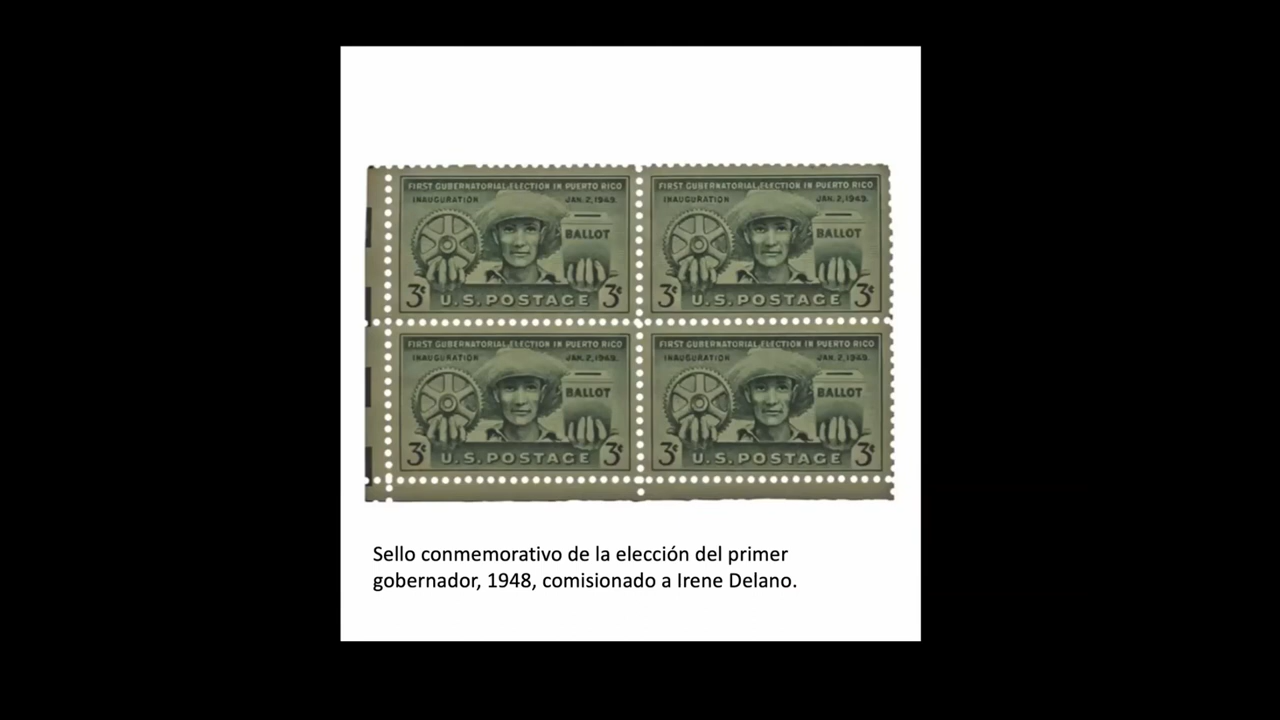 FIRST GUBERNATORIAL ELECTION IN PUERTO RICO
INAUGURATION JAN. 2, 1949.
BALLOT
3¢ U.S. POSTAGE 3¢
FIRST GUBERNATORIAL ELECTION IN PUERTO RICO
INAUGURATION JAN. 2, 1949.
BALLOT
3¢ U.S. POSTAGE 3¢
FIRST GUBERNATORIAL ELECTION IN PUERTO RICO
INAUGURATION JAN. 2, 1949.
BALLOT
3¢ U.S. POSTAGE 3¢
FIRST GUBERNATORIAL ELECTION IN PUERTO RICO
INAUGURATION JAN. 2, 1949.
BALLOT
3¢ U.S. POSTAGE 3¢
Sello conmemorativo de la elección del primer
gobernador, 1948, comisionado a Irene Delano.